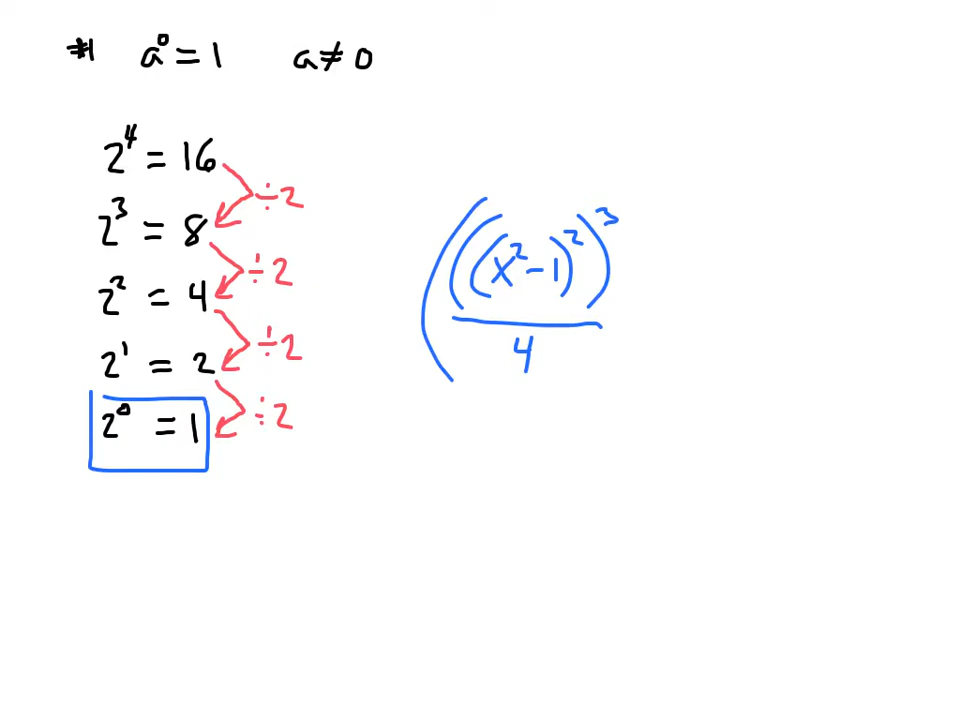 #1 a⁰ = 1 a ≠ 0
2⁴ = 16
÷2
2³ = 8
÷2
2² = 4
÷2
2¹ = 2
÷2
2⁰ = 1
(((x² - 1)²)³
4